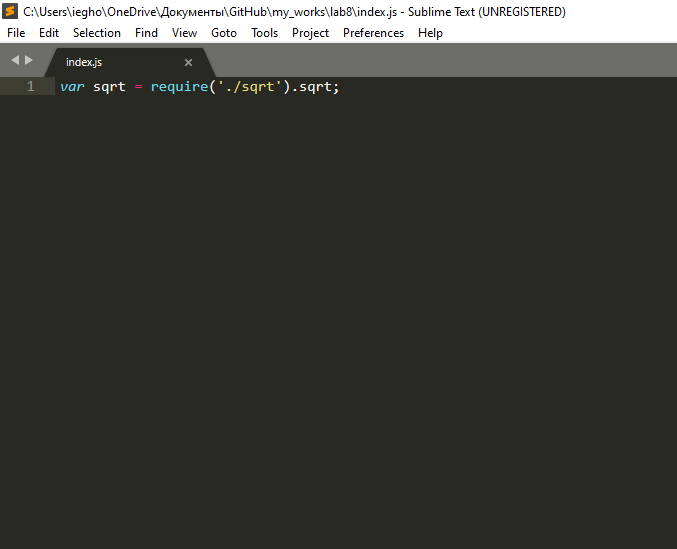 C:\Users\iegho\OneDrive\Документы\GitHub\my_works\lab8\index.js - Sublime Text (UNREGISTERED)
File Edit Selection Find View Goto Tools Project Preferences Help
index.js
1 var sqrt = require('./sqrt').sqrt;